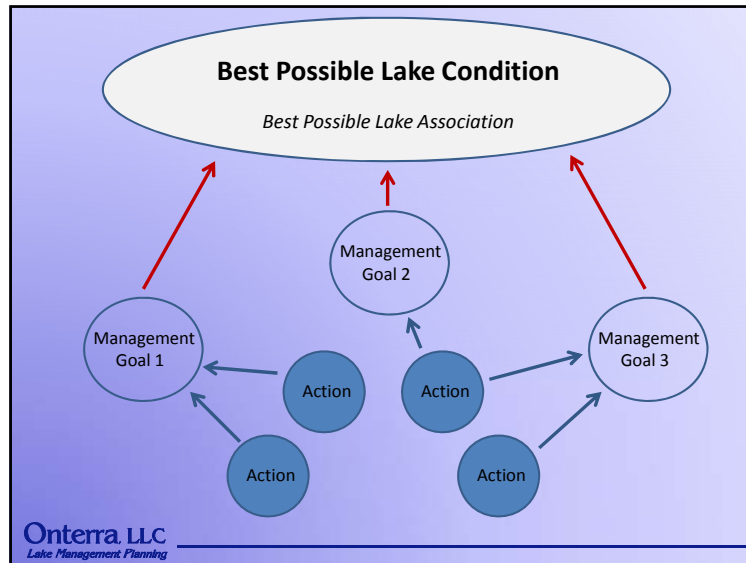 Best Possible Lake Condition
Best Possible Lake Association
Management
Goal 2
Management
Goal 1
Management
Goal 3
Action
Action
Action
Action
Onterra, LLC
Lake Management Planning